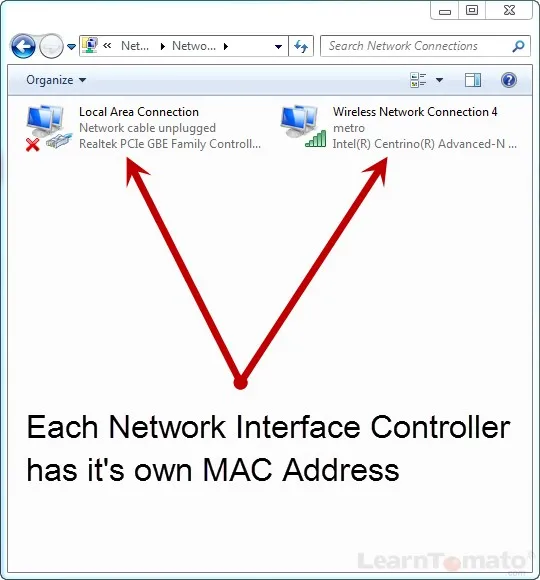 « Net... Netwo...
Search Network Connections
Organize
Local Area Connection
Network cable unplugged
Realtek PCIe GBE Family Controll...
Wireless Network Connection 4
metro
Intel(R) Centrino(R) Advanced-N ...
Each Network Interface Controller
has it's own MAC Address
LearnTomato
.com